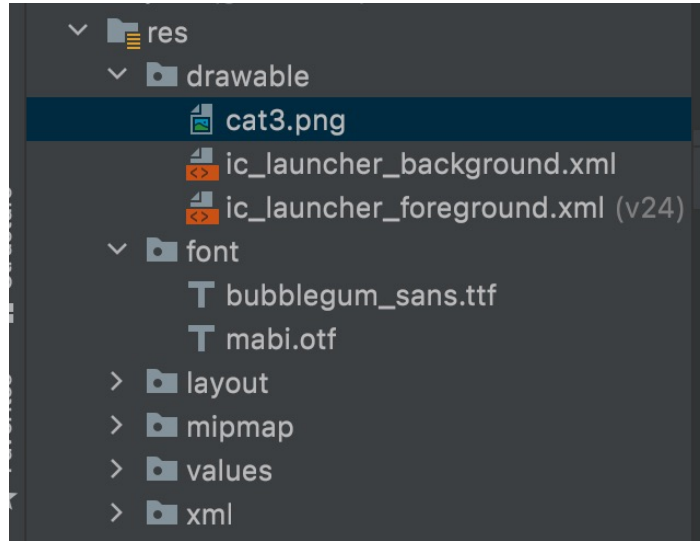 res
drawable
cat3.png
ic_launcher_background.xml
ic_launcher_foreground.xml (v24)
font
bubblegum_sans.ttf
mabi.otf
layout
mipmap
values
xml